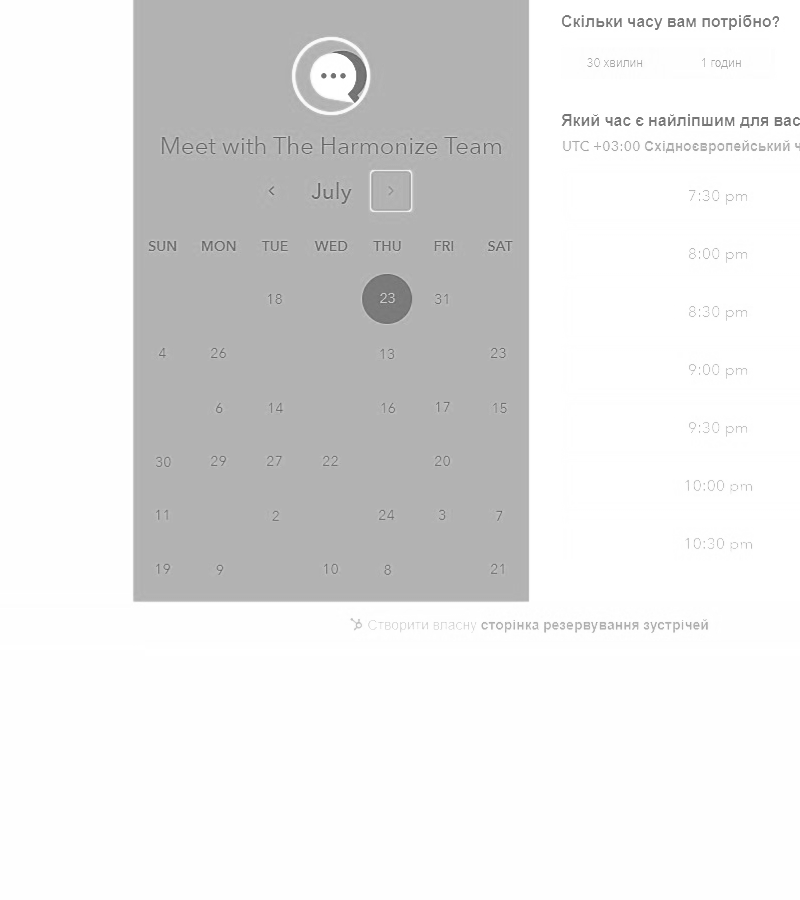 Meet with The Harmonize Team
July
SUN MON TUE WED THU FRI SAT
18 23 31
4 26 13 23
6 14 16 17 15
30 29 27 22 20
11 2 24 3 7
19 9 10 8 21
Скільки часу вам потрібно?
30 хвилин 1 годин
Який час є найліпшим для вас
UTC +03:00 Східноєвропейський ч
7:30 pm
8:00 pm
8:30 pm
9:00 pm
9:30 pm
10:00 pm
10:30 pm
Створити власну сторінка резервування зустрічей